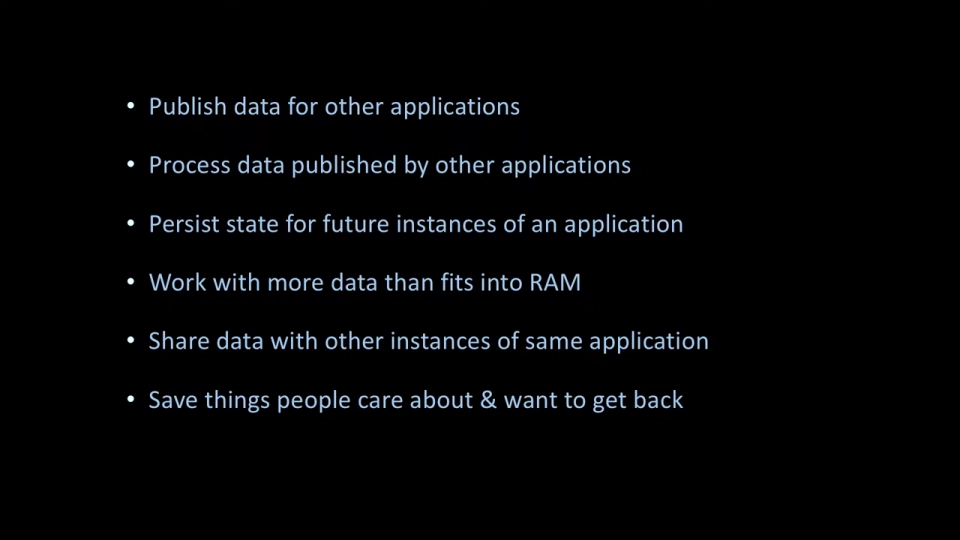 • Publish data for other applications
• Process data published by other applications
• Persist state for future instances of an application
• Work with more data than fits into RAM
• Share data with other instances of same application
• Save things people care about & want to get back